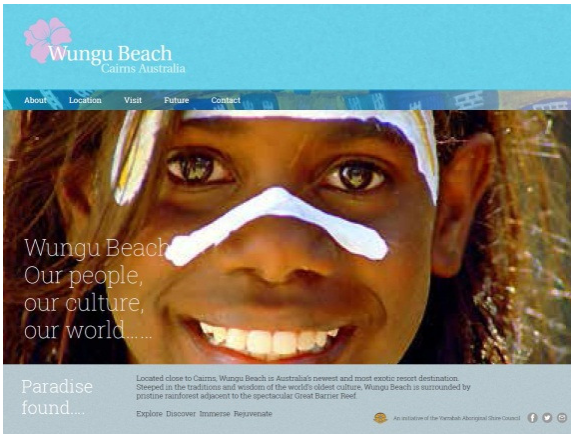 Wungu Beach
Cairns Australia
About Location Visit Future Contact
Wungu Beach
Our people,
our culture,
our world......
Paradise
found....
Located close to Cairns, Wungu Beach is Australia's newest and most exotic resort destination.
Steeped in the traditions and wisdom of the world's oldest culture, Wungu Beach is surrounded by
pristine rainforest adjacent to the spectacular Great Barrier Reef
Explore Discover Immerse Rejuvenate
An initiative of the Yarrabah Aboriginal Shire Council